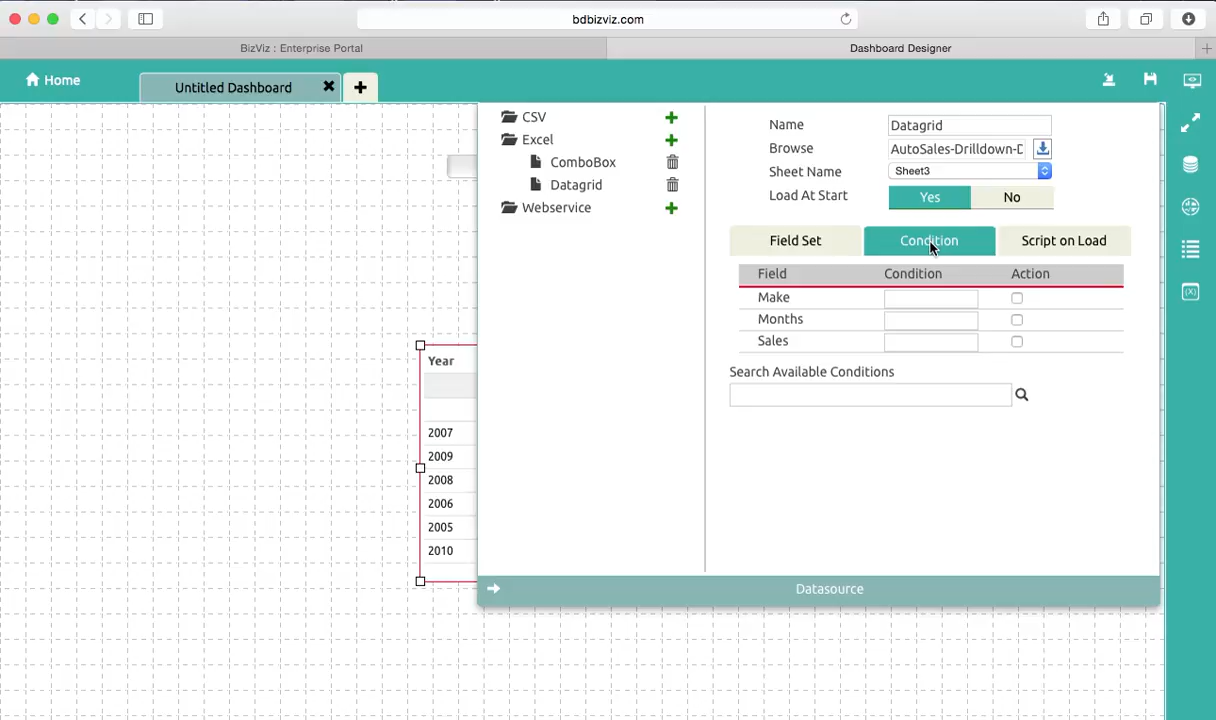 bdbizviz.com
BizViz : Enterprise Portal
Dashboard Designer
Home
Untitled Dashboard
CSV
Excel
ComboBox
Datagrid
Webservice
Name
Datagrid
Browse
AutoSales-Drilldown-D
Sheet Name
Sheet3
Load At Start
Yes
No
Field Set
Condition
Script on Load
Field
Condition
Action
Make
Months
Sales
Search Available Conditions
Year
2007
2009
2008
2006
2005
2010
Datasource
(x)